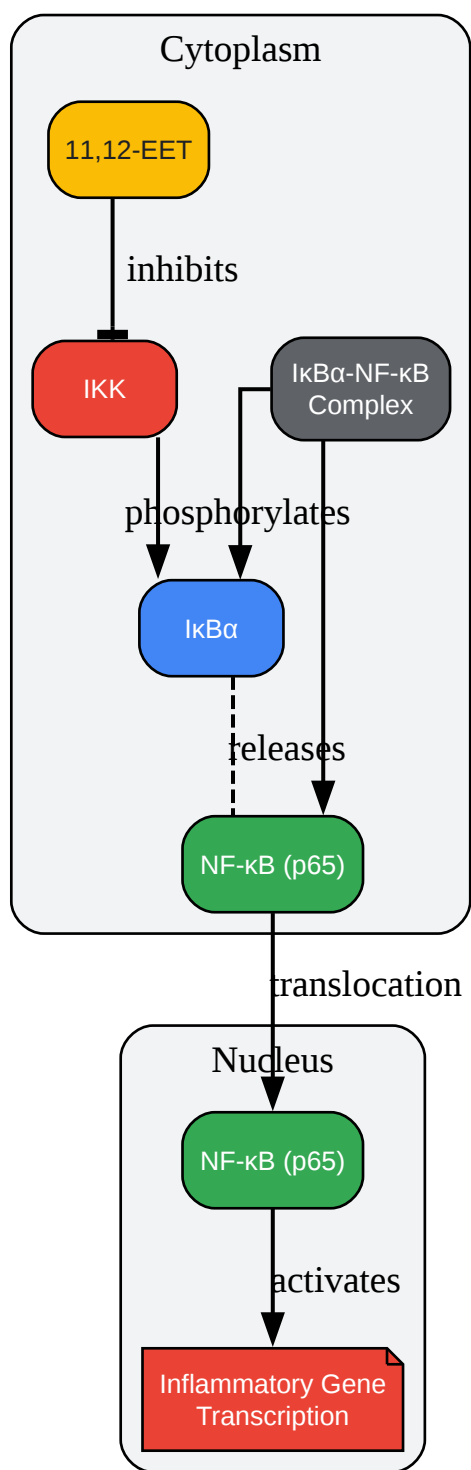 Cytoplasm
11,12-EET
inhibits
IKK
IκBα-NF-κB
Complex
phosphorylates
IκBα
releases
NF-κB (p65)
translocation
Nucleus
NF-κB (p65)
activates
Inflammatory Gene
Transcription